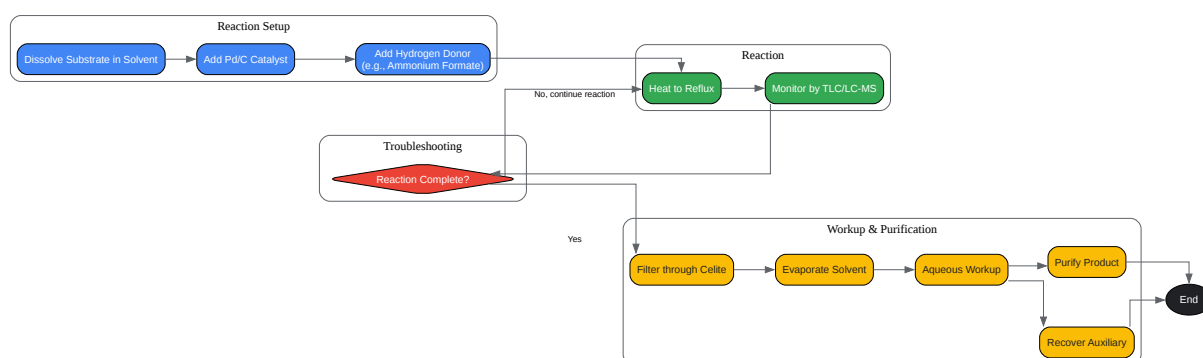 Reaction Setup
Dissolve Substrate in Solvent
Add Pd/C Catalyst
Add Hydrogen Donor
(e.g., Ammonium Formate)
Reaction
Heat to Reflux
Monitor by TLC/LC-MS
No, continue reaction
Troubleshooting
Reaction Complete?
Yes
Workup & Purification
Filter through Celite
Evaporate Solvent
Aqueous Workup
Purify Product
Recover Auxiliary
End